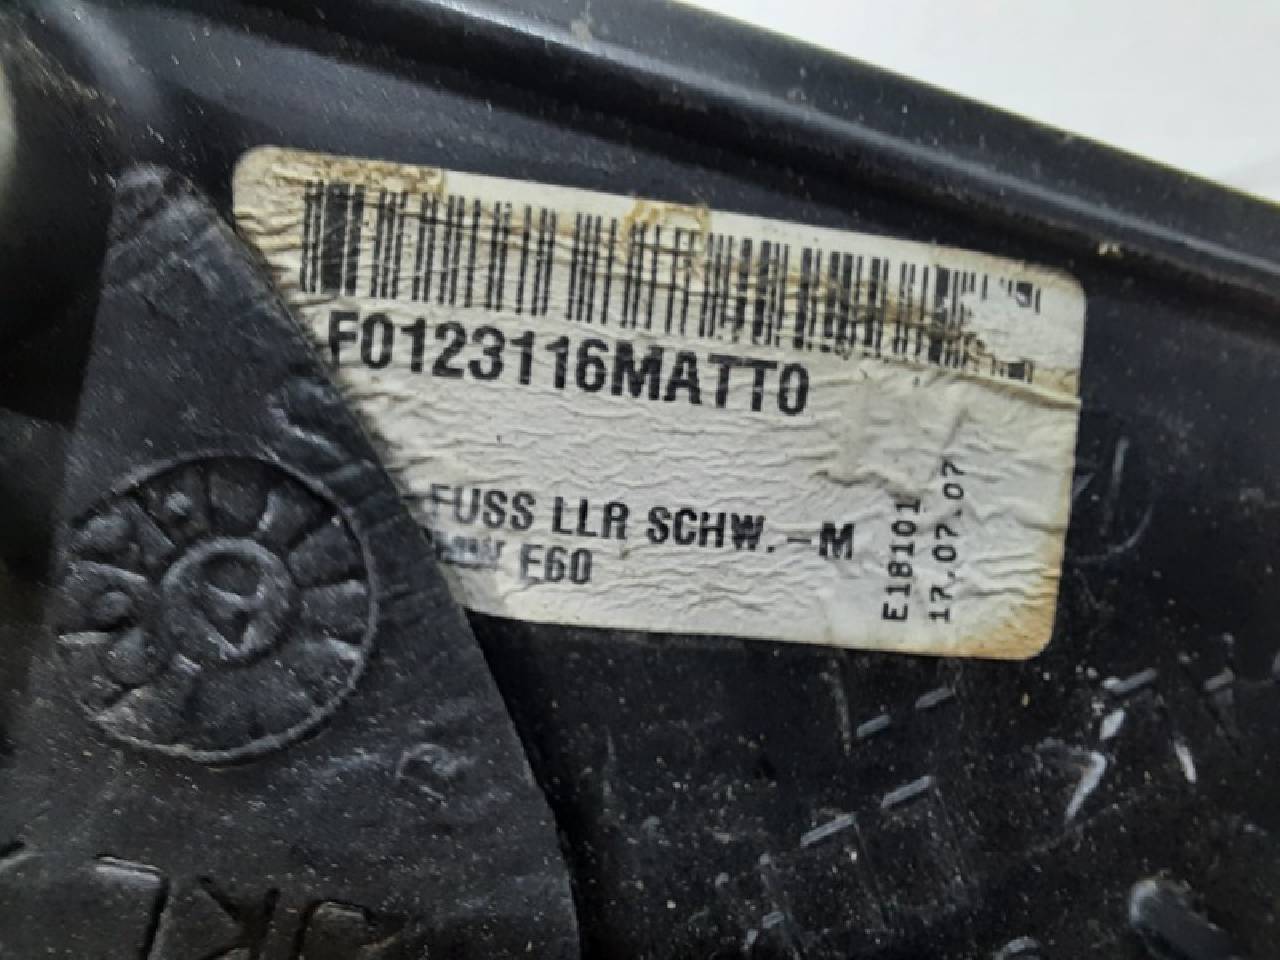 F0123116MATT0
FUSS LLR SCHW.-M
E60
E18101
17.07.07